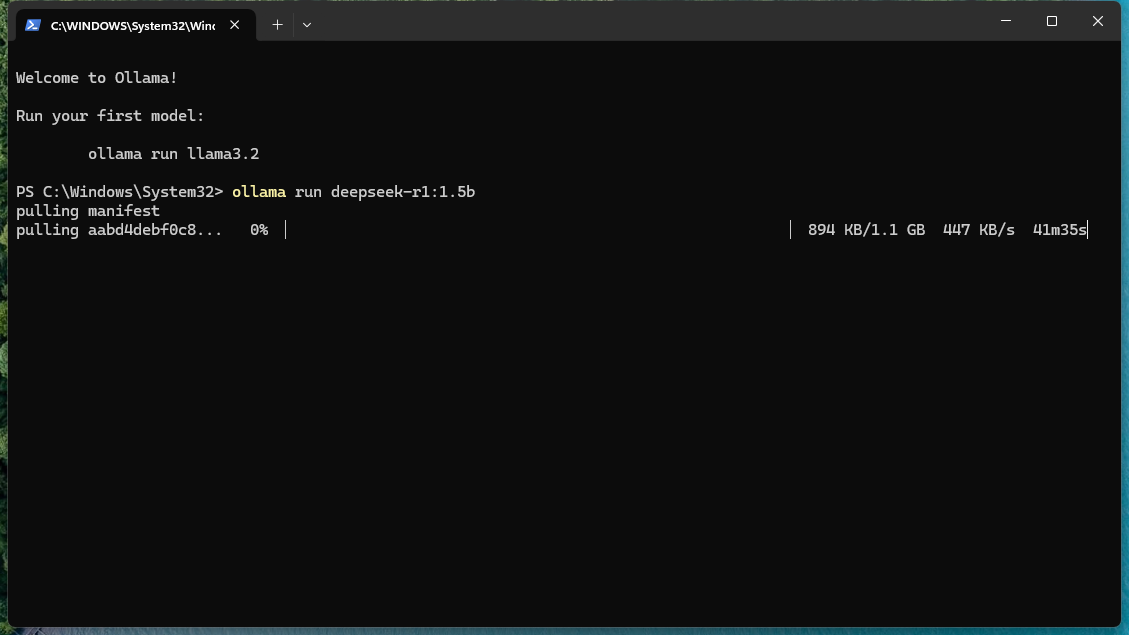 C:\WINDOWS\System32\Wind
Welcome to Ollama!
Run your first model:
ollama run llama3.2
PS C:\Windows\System32> ollama run deepseek-r1:1.5b
pulling manifest
pulling aabd4debf0c8... 0% 894 KB/1.1 GB 447 KB/s 41m35s